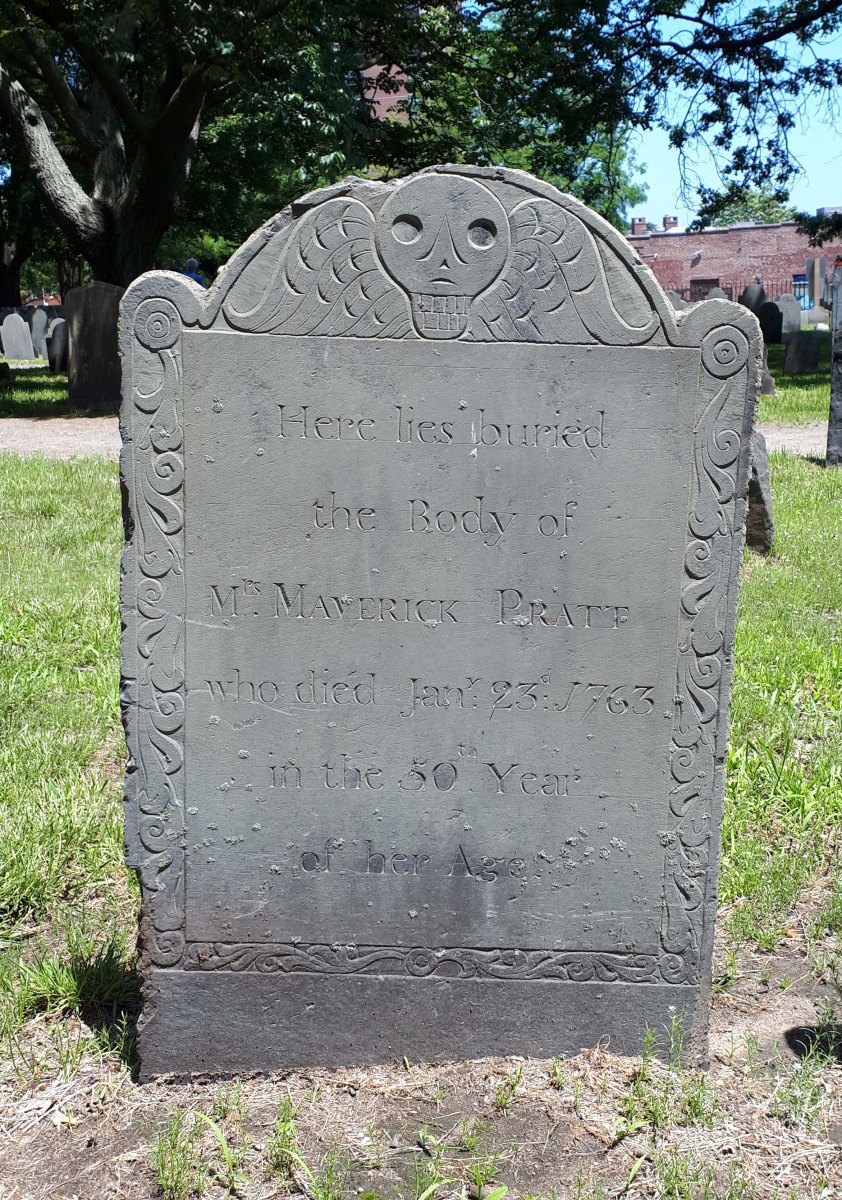 Here lies buried
the Body of
Mrs. MAVERICK PRATT
who died Jany. 23d. 1763
in the 50th Year
of her Age.